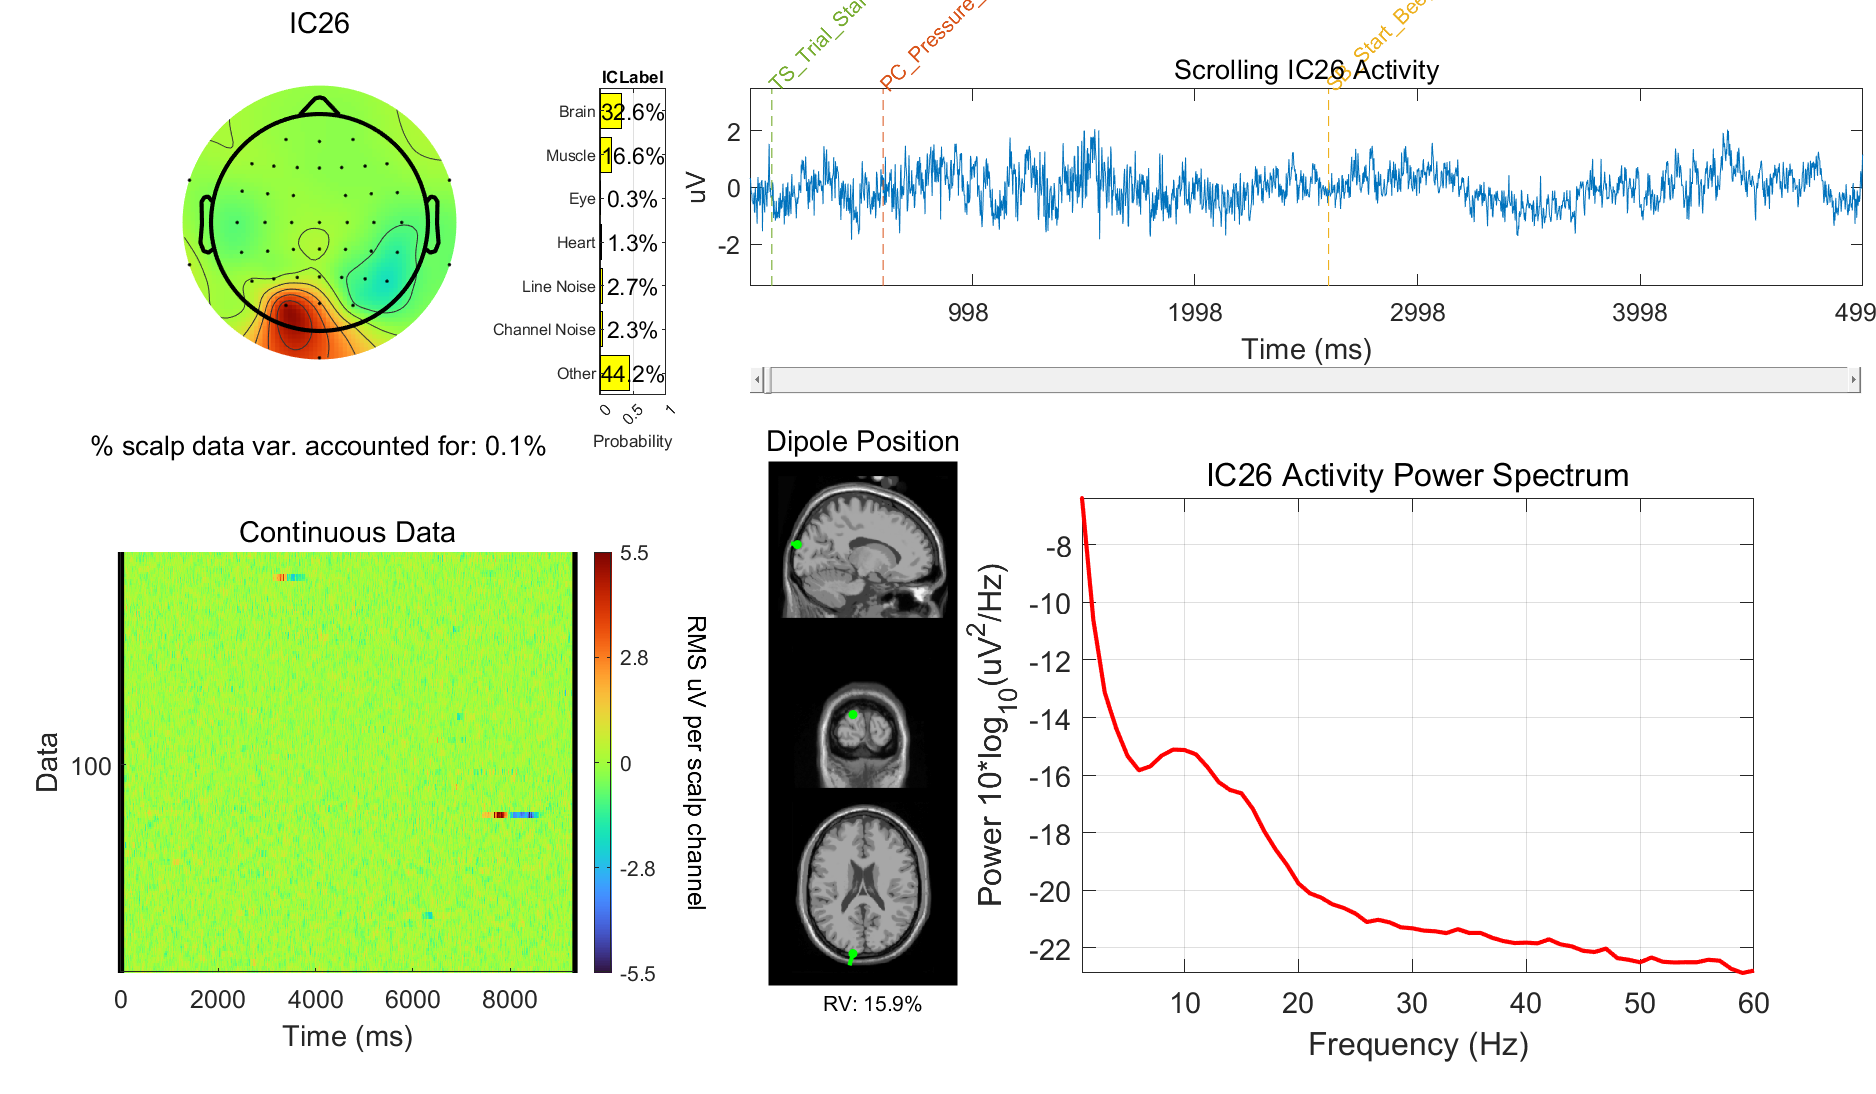 IC26
ICLabel
Brain 32.6%
Muscle 16.6%
Eye 0.3%
Heart 1.3%
Line Noise 2.7%
Channel Noise 2.3%
Other 44.2%
0 0.5 1
Probability
% scalp data var. accounted for: 0.1%
TS_Trial_Star
PC_Pressure_
SB_Start_Bee
Scrolling IC26 Activity
uV
2
0
-2
998 1998 2998 3998 499
Time (ms)
Continuous Data
Data
100
0 2000 4000 6000 8000
Time (ms)
5.5
2.8
0
-2.8
-5.5
RMS uV per scalp channel
Dipole Position
RV: 15.9%
IC26 Activity Power Spectrum
Power 10*log10(uV2/Hz)
-8
-10
-12
-14
-16
-18
-20
-22
10 20 30 40 50 60
Frequency (Hz)